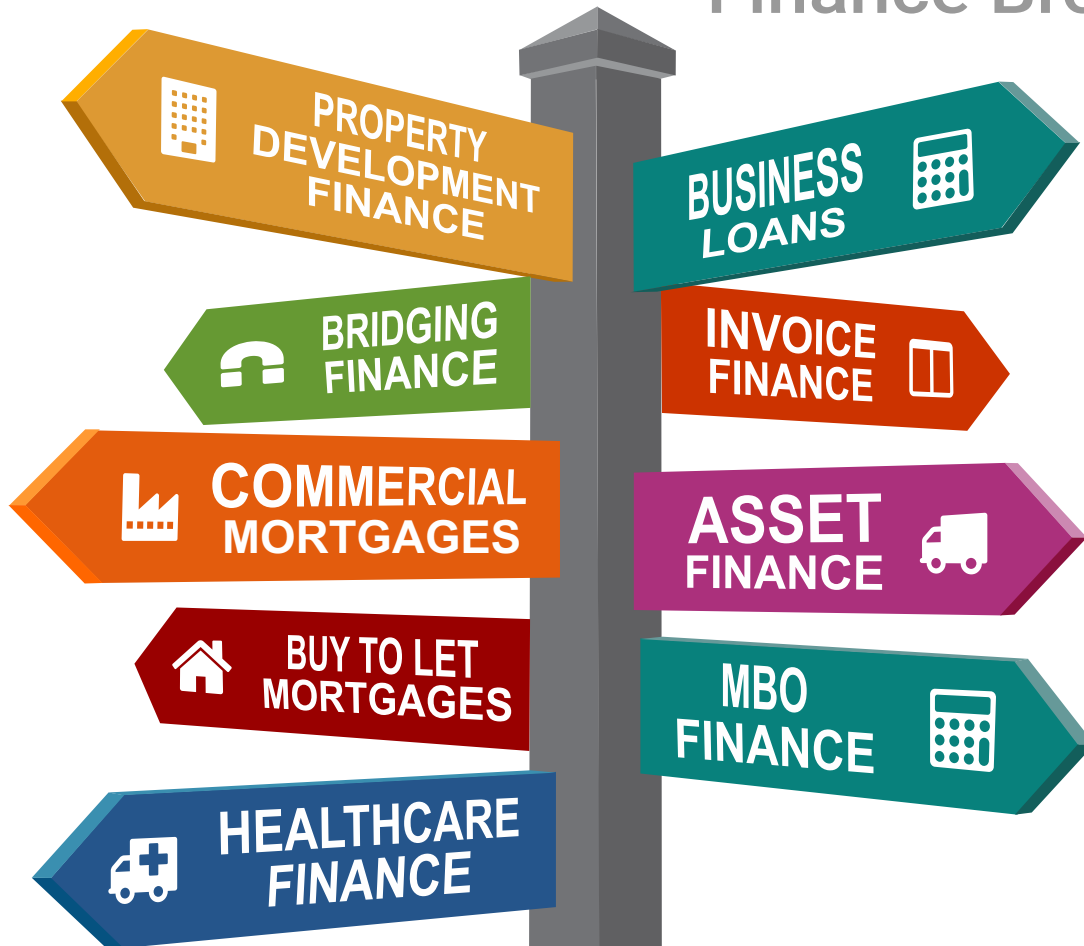 Finance
PROPERTY
DEVELOPMENT
FINANCE
BUSINESS
LOANS
BRIDGING
FINANCE
INVOICE
FINANCE
COMMERCIAL
MORTGAGES
ASSET
FINANCE
BUY TO LET
MORTGAGES
MBO
FINANCE
HEALTHCARE
FINANCE